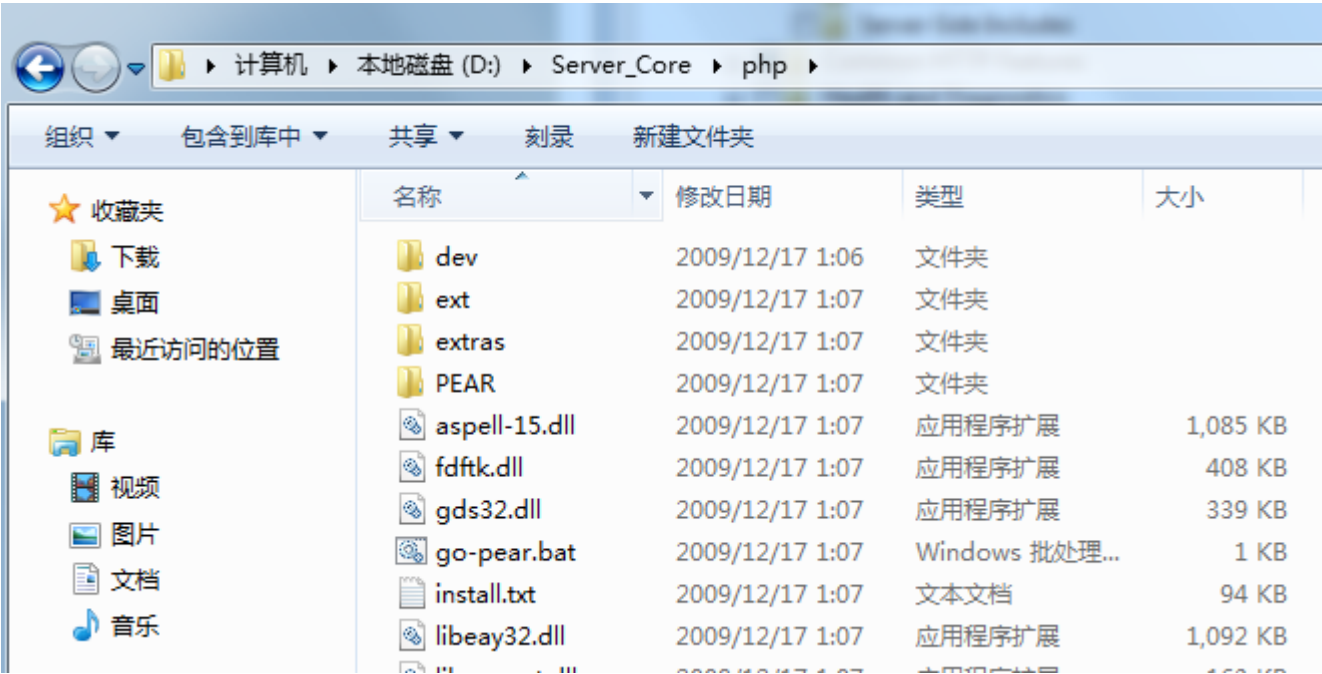 计算机 ▸ 本地磁盘 (D:) ▸ Server_Core ▸ php ▸
组织 包含到库中 共享 刻录 新建文件夹
收藏夹
下载
桌面
最近访问的位置
库
视频
图片
文档
音乐
名称 修改日期 类型 大小
dev 2009/12/17 1:06 文件夹
ext 2009/12/17 1:07 文件夹
extras 2009/12/17 1:07 文件夹
PEAR 2009/12/17 1:07 文件夹
aspell-15.dll 2009/12/17 1:07 应用程序扩展 1,085 KB
fdftk.dll 2009/12/17 1:07 应用程序扩展 408 KB
gds32.dll 2009/12/17 1:07 应用程序扩展 339 KB
go-pear.bat 2009/12/17 1:07 Windows 批处理... 1 KB
install.txt 2009/12/17 1:07 文本文档 94 KB
libeay32.dll 2009/12/17 1:07 应用程序扩展 1,092 KB